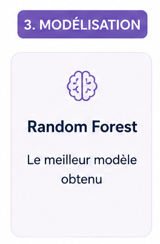 3. MODÉLISATION
Random Forest
Le meilleur modèle
obtenu